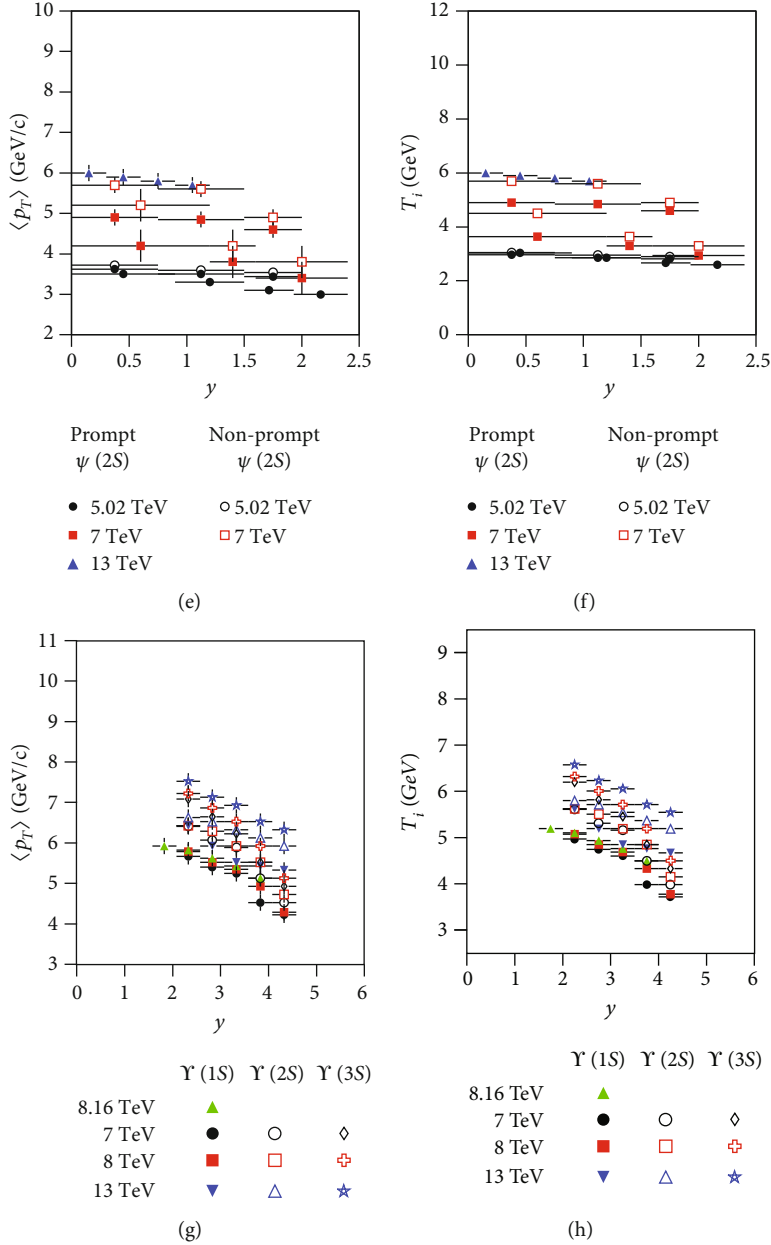 10
9
8
7
6
5
4
3
2
⟨p_T⟩ (GeV/c)
0 0.5 1 1.5 2 2.5
y
Prompt Non-prompt
ψ (2S) ψ (2S)
5.02 TeV 5.02 TeV
7 TeV 7 TeV
13 TeV
(e)
12
10
8
6
4
2
0
T_i (GeV)
0 0.5 1 1.5 2 2.5
y
Prompt Non-prompt
ψ (2S) ψ (2S)
5.02 TeV 5.02 TeV
7 TeV 7 TeV
13 TeV
(f)
11
10
9
8
7
6
5
4
3
⟨p_T⟩ (GeV/c)
0 1 2 3 4 5 6
y
ϒ (1S) ϒ (2S) ϒ (3S)
8.16 TeV
7 TeV
8 TeV
13 TeV
(g)
9
8
7
6
5
4
3
T_i (GeV)
0 1 2 3 4 5 6
y
ϒ (1S) ϒ (2S) ϒ (3S)
8.16 TeV
7 TeV
8 TeV
13 TeV
(h)